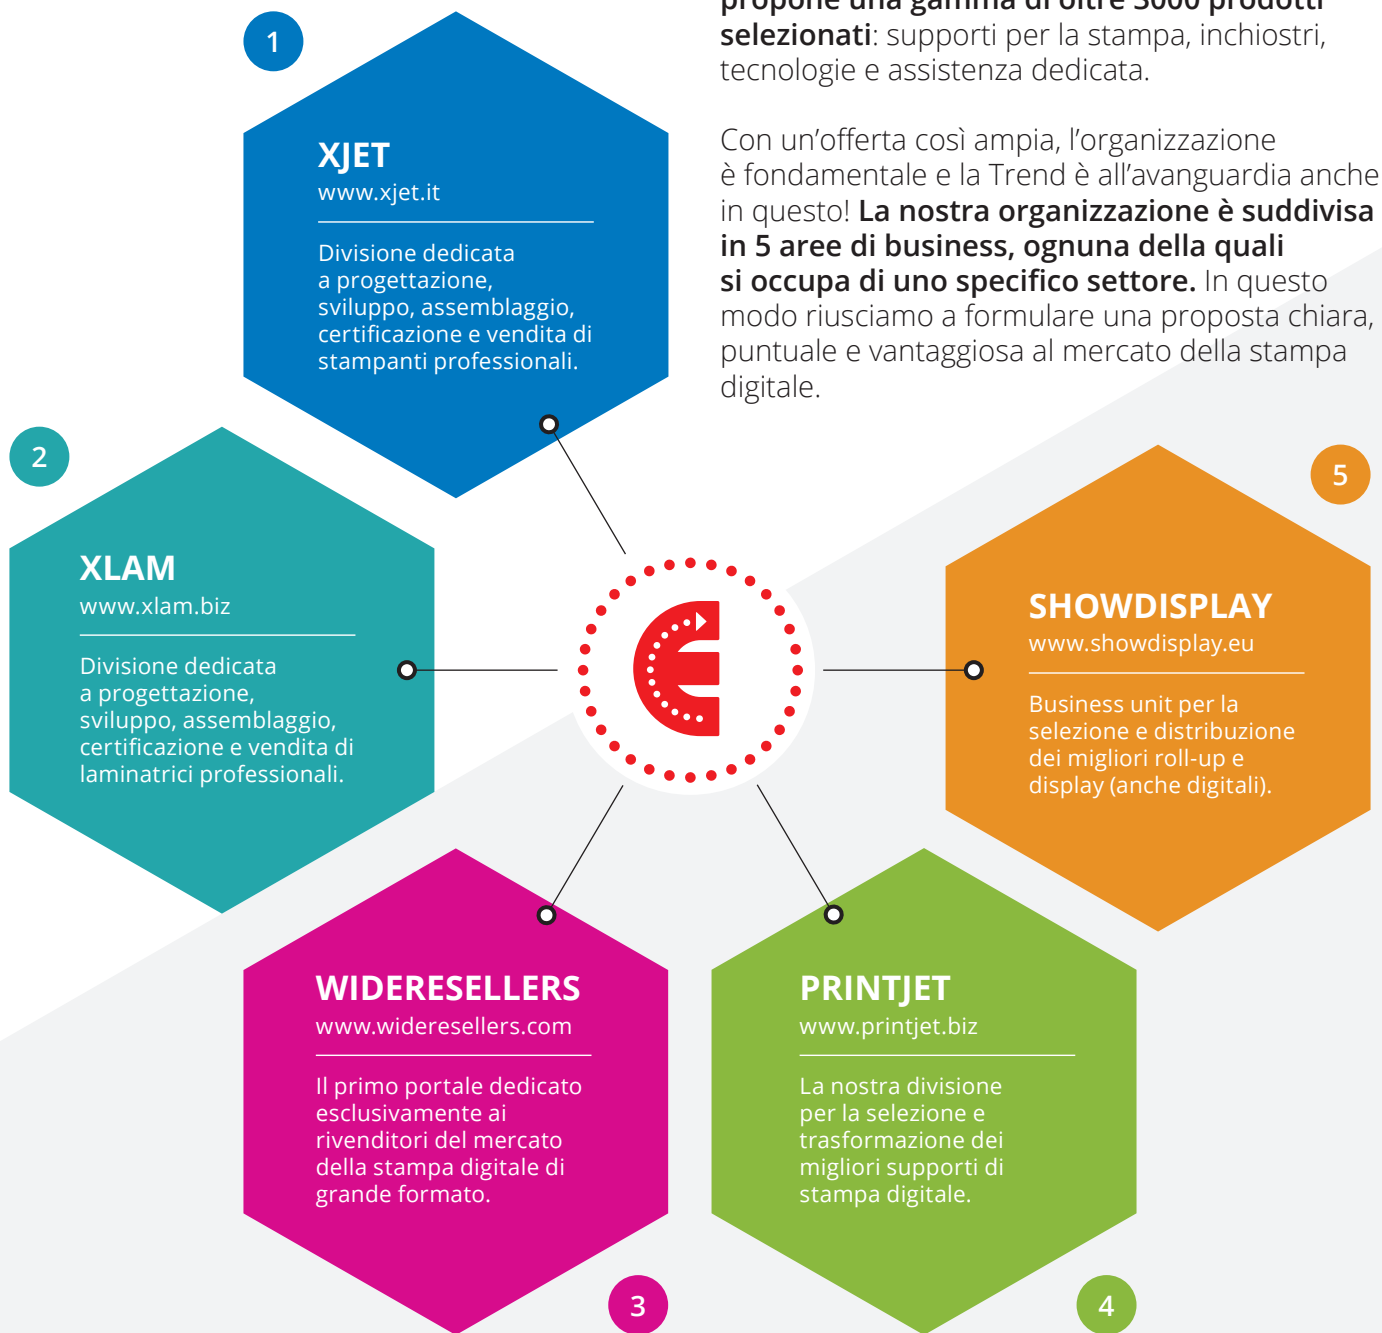 propone una gamma di oltre 3000 prodotti
selezionati: supporti per la stampa, inchiostri,
tecnologie e assistenza dedicata.
Con un’offerta così ampia, l’organizzazione
è fondamentale e la Trend è all’avanguardia anche
in questo! La nostra organizzazione è suddivisa
in 5 aree di business, ognuna della quali
si occupa di uno specifico settore. In questo
modo riusciamo a formulare una proposta chiara,
puntuale e vantaggiosa al mercato della stampa
digitale.
1
XJET
www.xjet.it
Divisione dedicata
a progettazione,
sviluppo, assemblaggio,
certificazione e vendita di
stampanti professionali.
2
XLAM
www.xlam.biz
Divisione dedicata
a progettazione,
sviluppo, assemblaggio,
certificazione e vendita di
laminatrici professionali.
5
SHOWDISPLAY
www.showdisplay.eu
Business unit per la
selezione e distribuzione
dei migliori roll-up e
display (anche digitali).
WIDERESELLERS
www.wideresellers.com
Il primo portale dedicato
esclusivamente ai
rivenditori del mercato
della stampa digitale di
grande formato.
3
PRINTJET
www.printjet.biz
La nostra divisione
per la selezione e
trasformazione dei
migliori supporti di
stampa digitale.
4